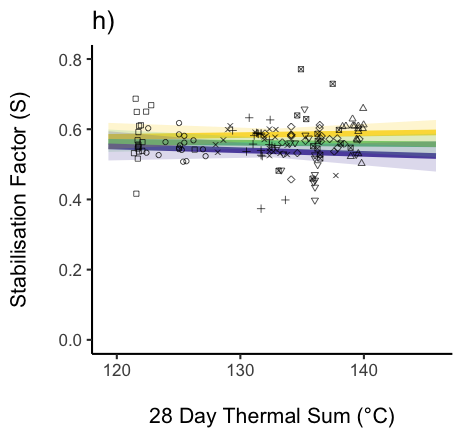 h)
Stabilisation Factor (S)
0.8
0.6
0.4
0.2
0.0
120 130 140
28 Day Thermal Sum (°C)